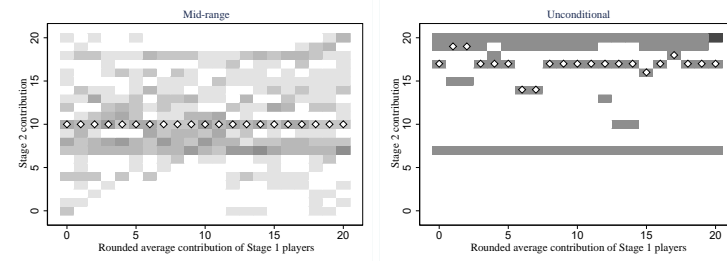 Mid-range
Stage 2 contribution
20
15
10
5
0
0 5 10 15 20
Rounded average contribution of Stage 1 players
Unconditional
Stage 2 contribution
20
15
10
5
0
0 5 10 15 20
Rounded average contribution of Stage 1 players